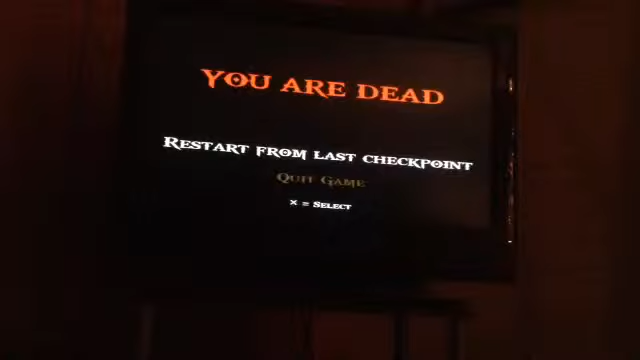 YOU ARE DEAD
RESTART FROM LAST CHECKPOINT
QUIT GAME
× = SELECT